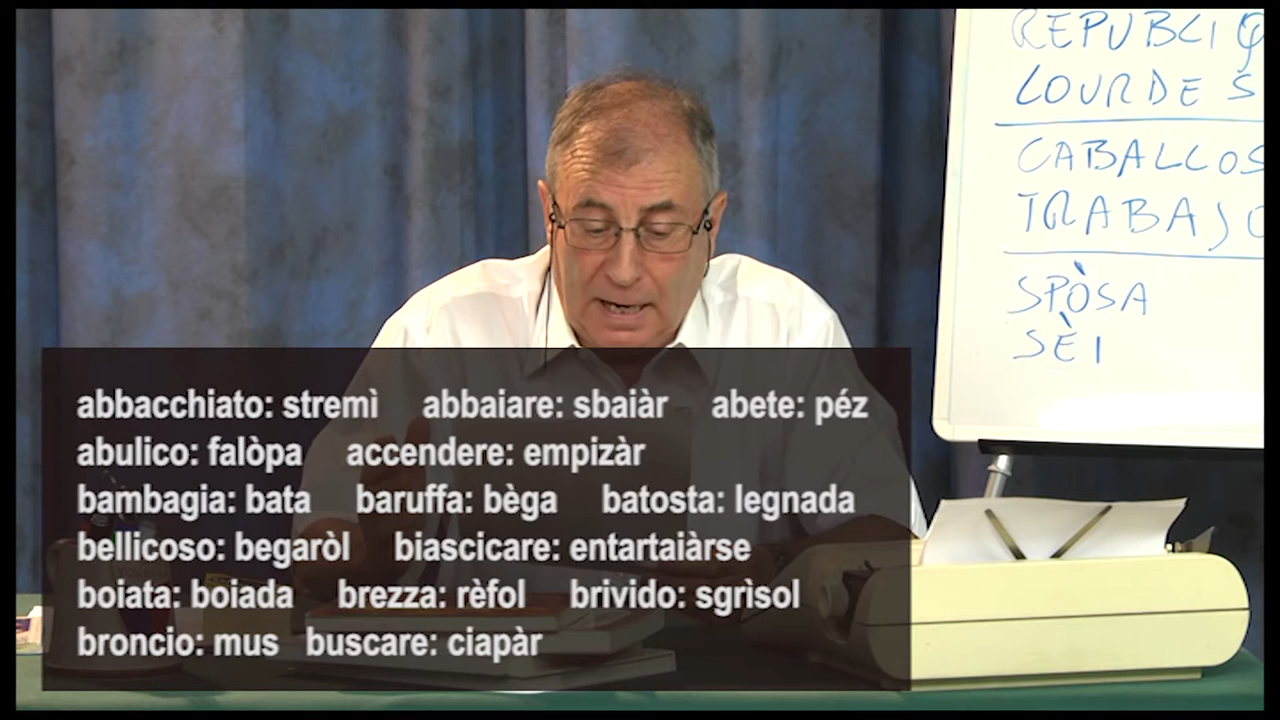 REPUBLI
LOURDES
CABALLOS
TRABAJO
SPÒSA
SÈI
abbacchiato: stremì abbaiare: sbaiàr abete: péz
abulico: falòpa accendere: empizàr
bambagia: bata baruffa: bèga batosta: legnada
bellicoso: begaròl biascicare: entartaiàrse
boiata: boiada brezza: rèfol brivido: sgrìsol
broncio: mus buscare: ciapàr